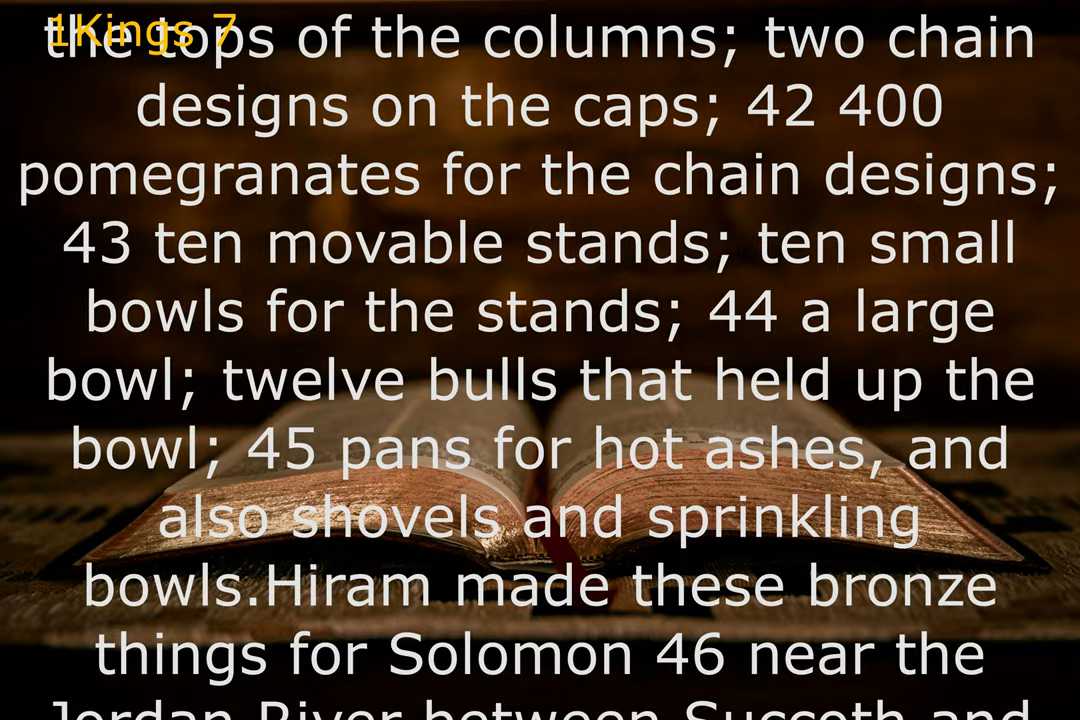 1Kings 7
the tops of the columns; two chain
designs on the caps; 42 400
pomegranates for the chain designs;
43 ten movable stands; ten small
bowls for the stands; 44 a large
bowl; twelve bulls that held up the
bowl; 45 pans for hot ashes, and
also shovels and sprinkling
bowls.Hiram made these bronze
things for Solomon 46 near the
Jordan River between Succoth and